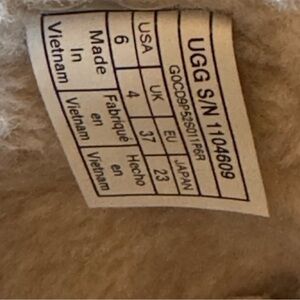 UGG S/N 1104609
G0CD9P52S011P6R
USA UK EU JAPAN
6 4 37 23
Made Fabriqué Hecho
In en en
Vietnam Vietnam Vietnam